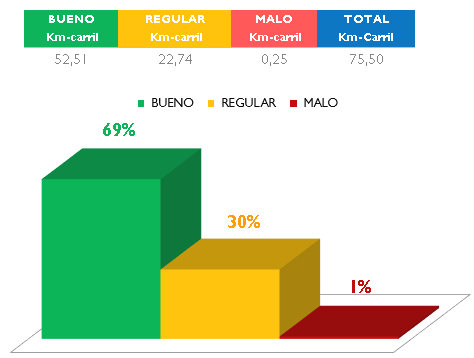 BUENO REGULAR MALO TOTAL
Km-carril Km-carril Km-carril Km-Carril
52,51 22,74 0,25 75,50
BUENO REGULAR MALO
69%
30%
1%